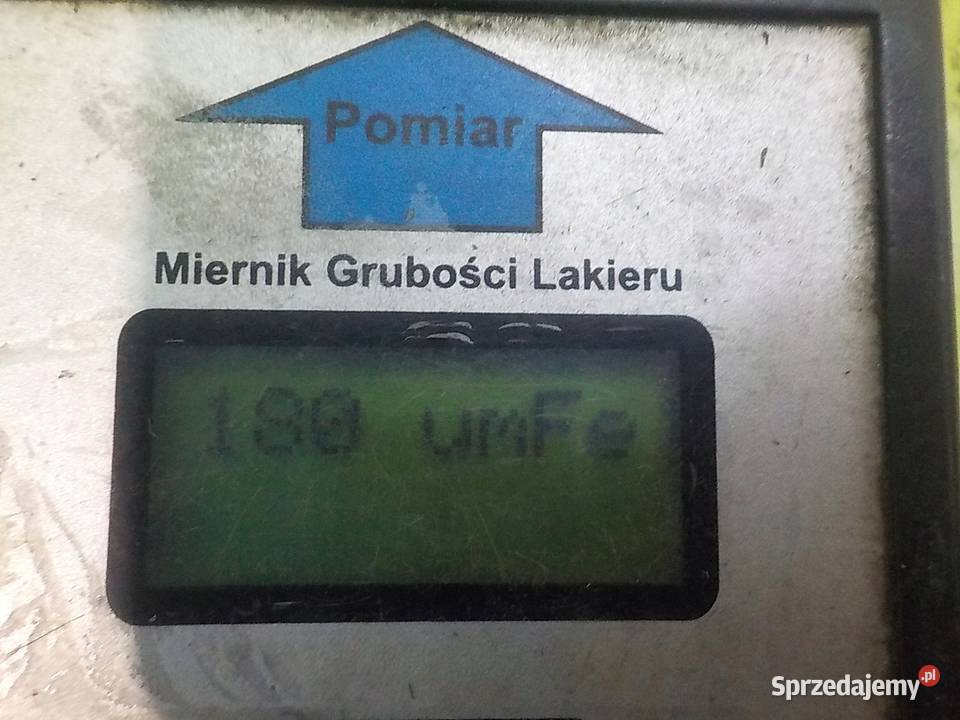 Pomiar
Miernik Grubości Lakieru
180 umFe
Sprzedajemy.pl